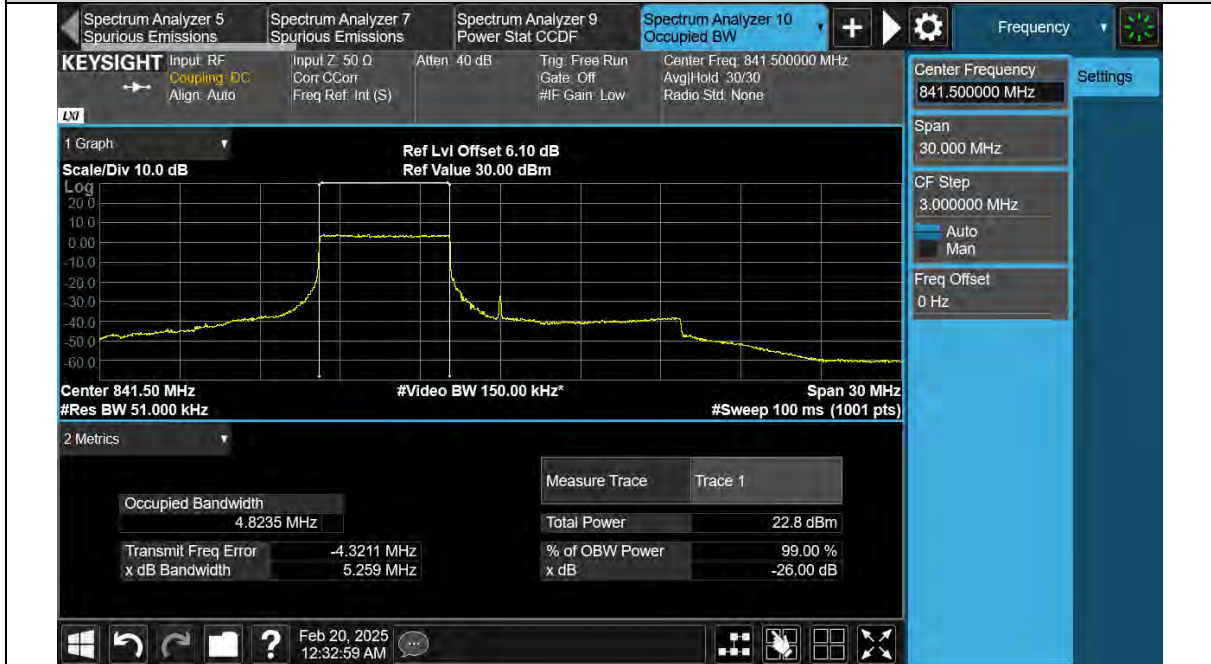 Spectrum Analyzer 5
Spurious Emissions
Spectrum Analyzer 7
Spurious Emissions
Spectrum Analyzer 9
Power Stat CCDF
Spectrum Analyzer 10
Occupied BW
+
Frequency
KEYSIGHT
Input: RF
Coupling: DC
Align: Auto
Input Z: 50 Ω
Corr CCorr
Freq Ref: Int (S)
Atten: 40 dB
Trig: Free Run
Gate: Off
#IF Gain: Low
Center Freq: 841.500000 MHz
Avg|Hold: 30/30
Radio Std: None
LXI
1 Graph
Scale/Div 10.0 dB
Ref Lvl Offset 6.10 dB
Ref Value 30.00 dBm
Log
20.0
10.0
0.00
-10.0
-20.0
-30.0
-40.0
-50.0
-60.0
Center 841.50 MHz
#Video BW 150.00 kHz*
Span 30 MHz
#Res BW 51.000 kHz
#Sweep 100 ms (1001 pts)
2 Metrics
Measure Trace
Trace 1
Occupied Bandwidth
4.8235 MHz
Total Power
22.8 dBm
Transmit Freq Error
-4.3211 MHz
% of OBW Power
99.00 %
x dB Bandwidth
5.259 MHz
x dB
-26.00 dB
Center Frequency
841.500000 MHz
Settings
Span
30.000 MHz
CF Step
3.000000 MHz
Auto
Man
Freq Offset
0 Hz
?
Feb 20, 2025
12:32:59 AM